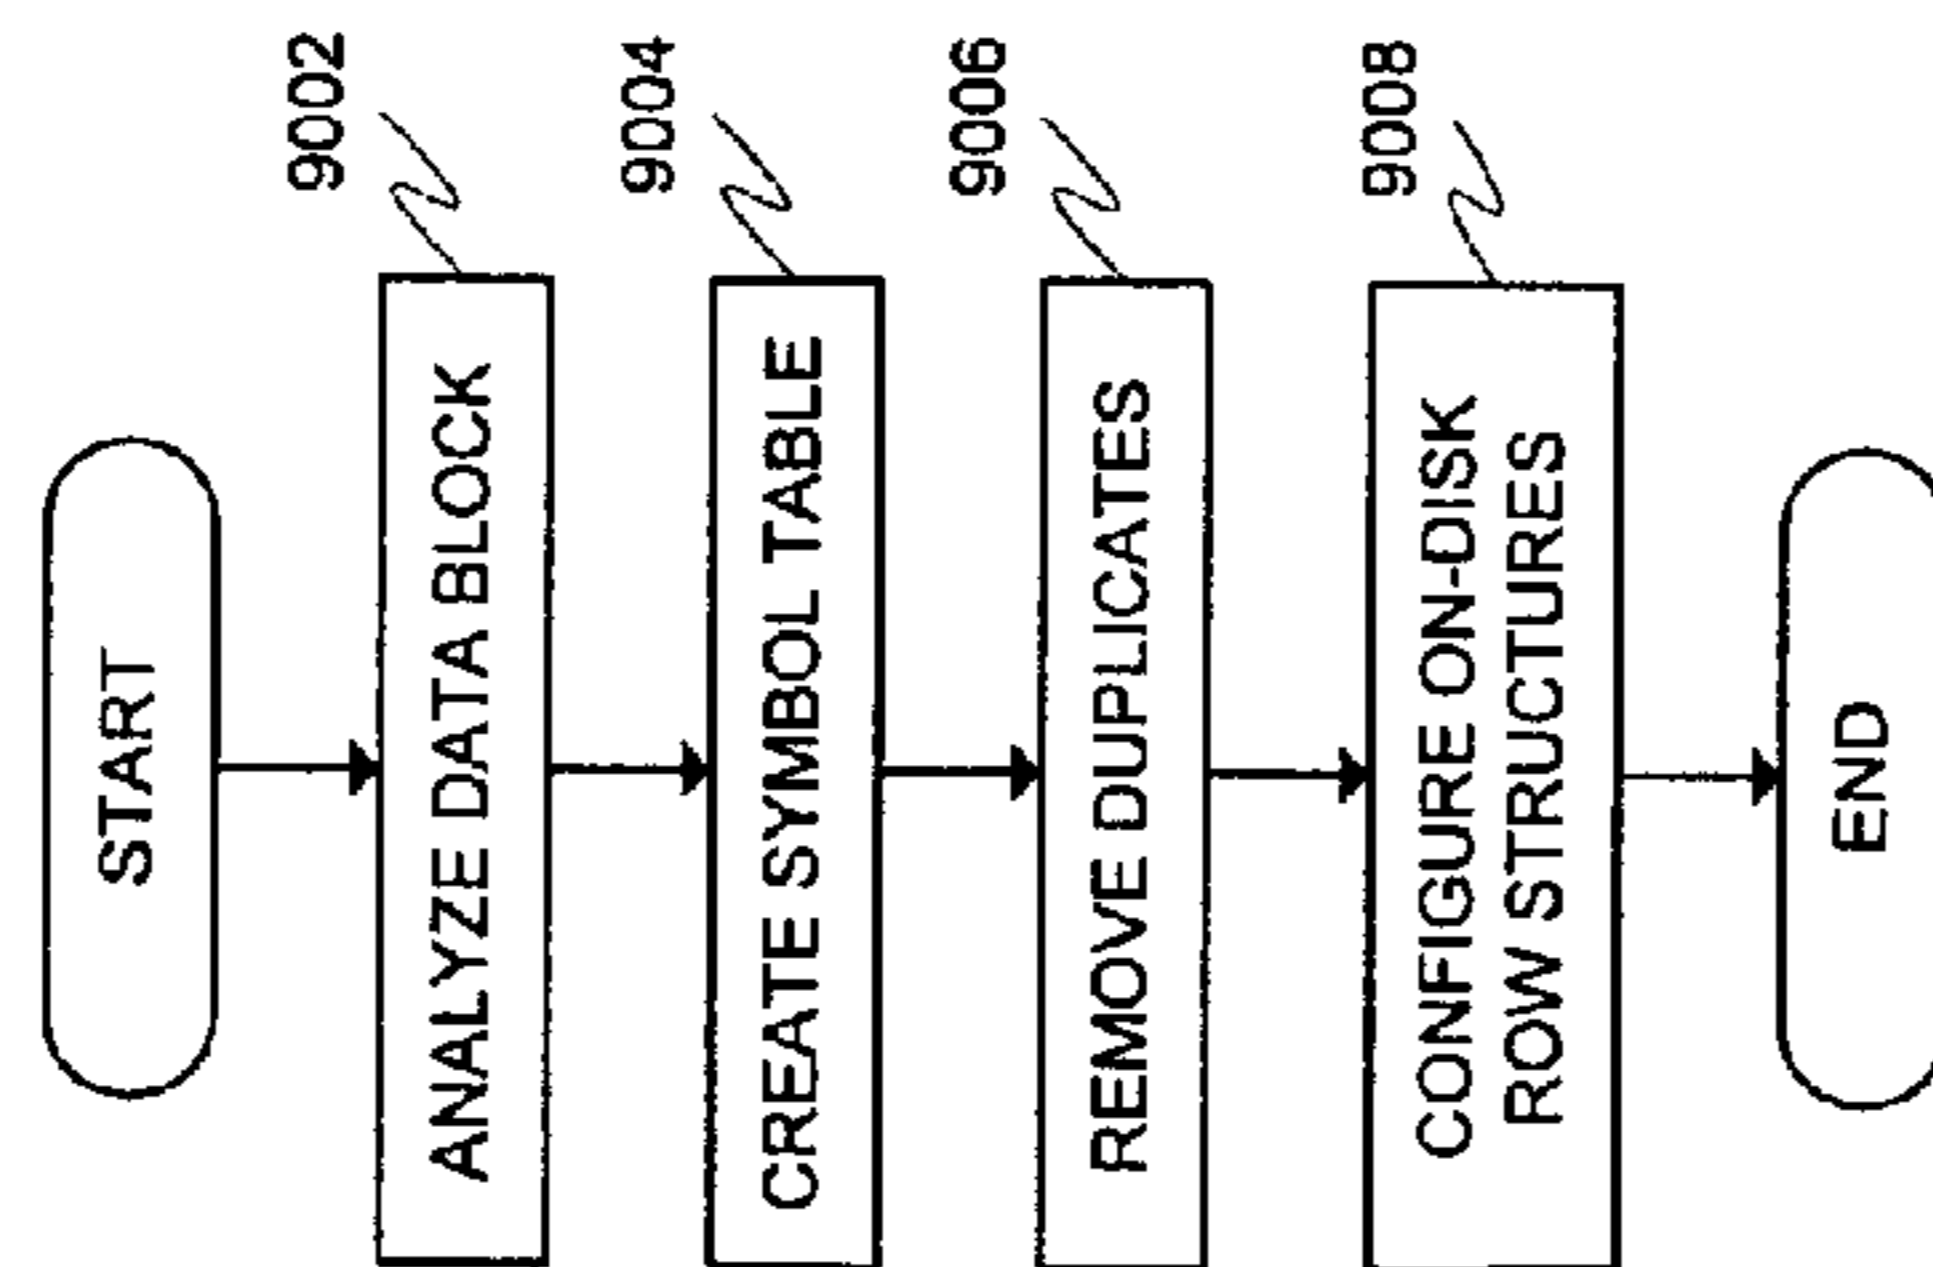 START
9002
ANALYZE DATA BLOCK
9004
CREATE SYMBOL TABLE
9006
REMOVE DUPLICATES
9008
CONFIGURE ON-DISK
ROW STRUCTURES
END